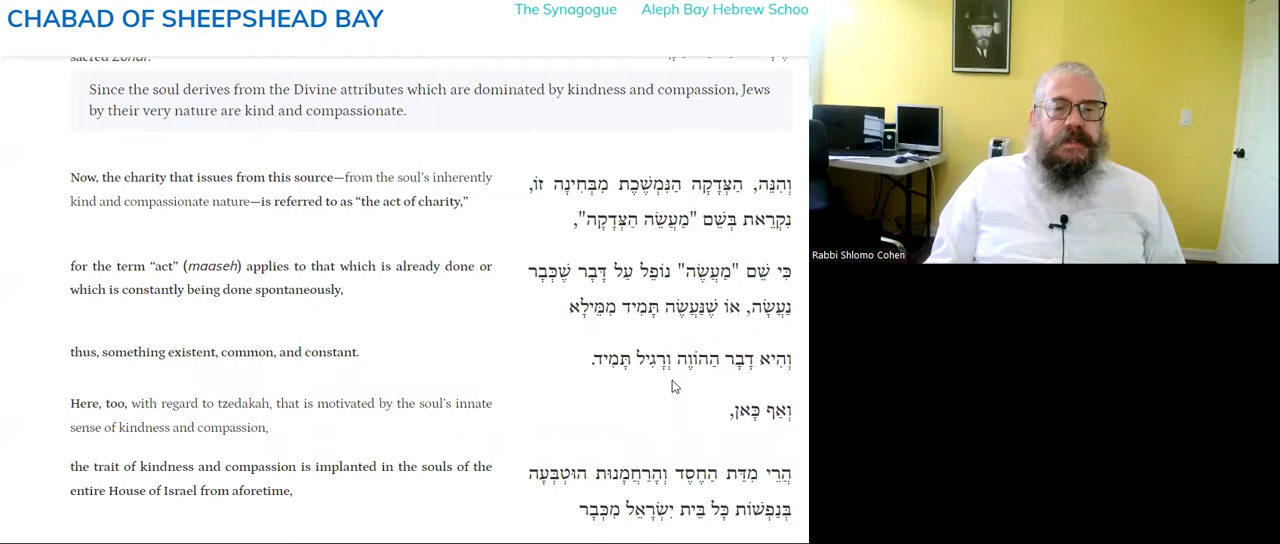 CHABAD OF SHEEPSHEAD BAY
The Synagogue Aleph Bay Hebrew Schoo
sacred Zohar.
Since the soul derives from the Divine attributes which are dominated by kindness and compassion, Jews
by their very nature are kind and compassionate.
Now, the charity that issues from this source—from the soul's inherently
kind and compassionate nature—is referred to as “the act of charity,”
וְהִנֵּה, הַצְּדָקָה הַנִּמְשֶׁכֶת מִבְּחִינָה זוֹ,
נִקְרֵאת בְּשֵׁם "מַעֲשֵׂה הַצְּדָקָה",
for the term “act” (maaseh) applies to that which is already done or
which is constantly being done spontaneously,
כִּי שֵׁם "מַעֲשֶׂה" נוֹפֵל עַל דָּבָר שֶׁכְּבָר
נַעֲשָׂה, אוֹ שֶׁנַּעֲשֶׂה תָּמִיד מִמֵּילָא
thus, something existent, common, and constant.
וְהִיא דָבָר הַהוֹוֶה וְרָגִיל תָּמִיד.
Here, too, with regard to tzedakah, that is motivated by the soul's innate
sense of kindness and compassion,
וְאַף כָּאן,
the trait of kindness and compassion is implanted in the souls of the
entire House of Israel from aforetime,
הֲרֵי מִדַּת הַחֶסֶד וְהָרַחֲמָנוּת הוּטְבְּעָה
בְּנַפְשׁוֹת כָּל בֵּית יִשְׂרָאֵל מִכְּבָר
Rabbi Shlomo Cohen